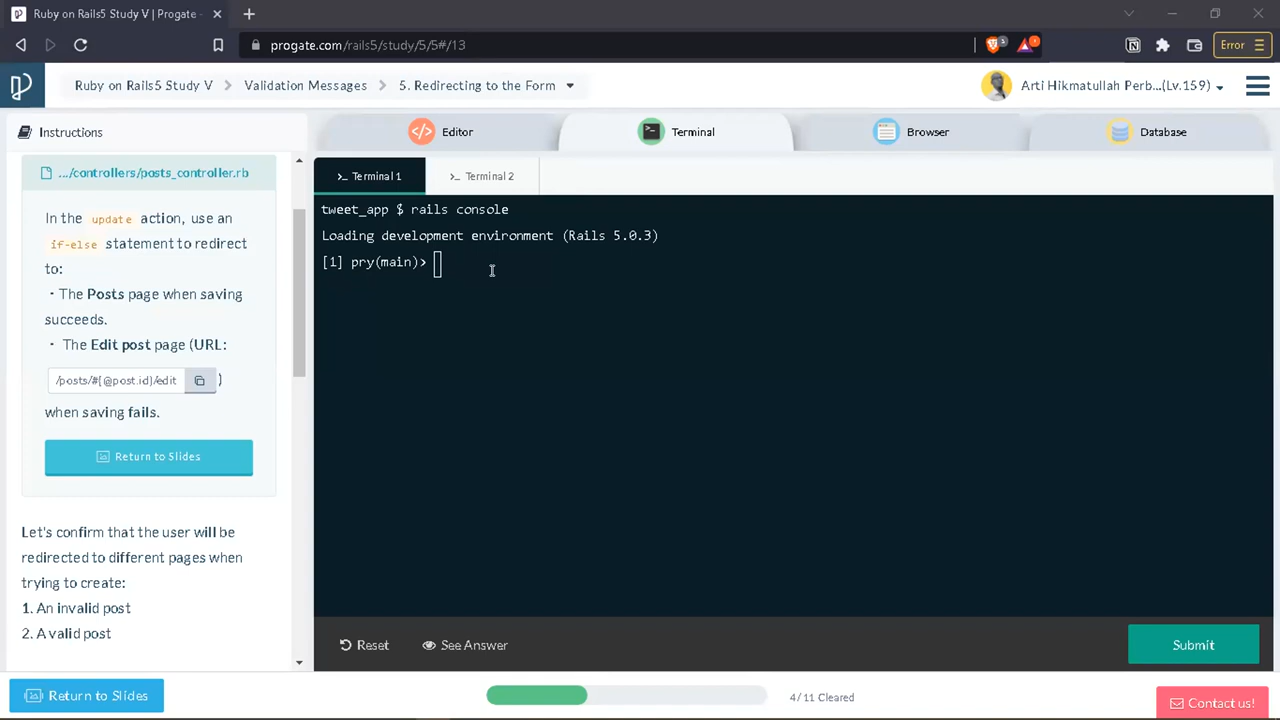 Ruby on Rails5 Study V | Progate
progate.com/rails5/study/5/5#/13
Error
Ruby on Rails5 Study V
Validation Messages
5. Redirecting to the Form
Arti Hikmatullah Perb...(Lv.159)
Instructions
Editor
Terminal
Browser
Database
.../controllers/posts_controller.rb
In the update action, use an
if-else statement to redirect
to:
・The Posts page when saving
succeeds.
・ The Edit post page (URL:
/posts/#{@post.id}/edit )
when saving fails.
Return to Slides
Let's confirm that the user will be
redirected to different pages when
trying to create:
1. An invalid post
2. A valid post
>_ Terminal 1
>_ Terminal 2
tweet_app $ rails console
Loading development environment (Rails 5.0.3)
[1] pry(main)>
Reset
See Answer
Submit
Return to Slides
4/11 Cleared
Contact us!